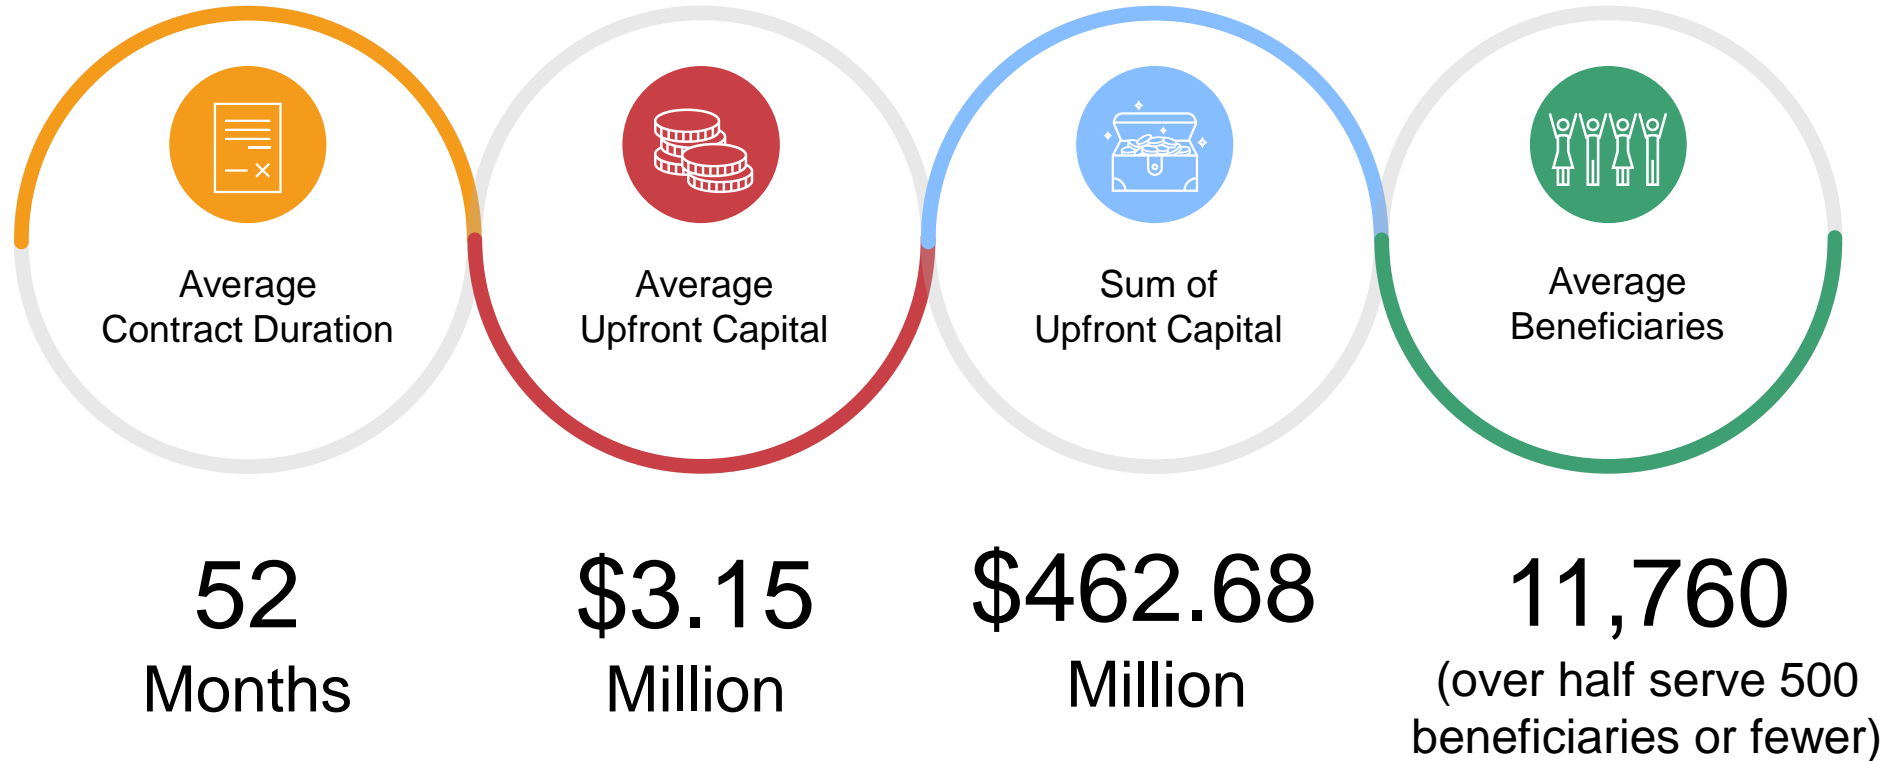 Average
Contract Duration
52
Months
Average
Upfront Capital
$3.15
Million
Sum of
Upfront Capital
$462.68
Million
Average
Beneficiaries
11,760
(over half serve 500
beneficiaries or fewer)